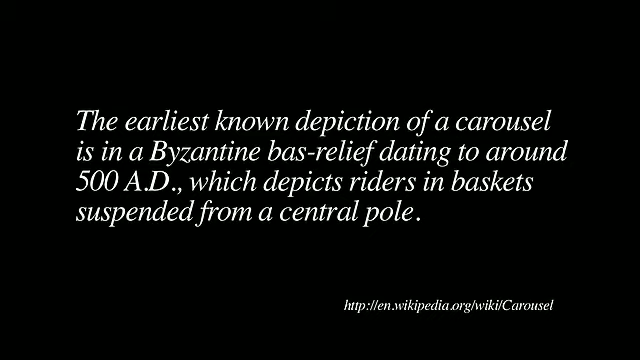 The earliest known depiction of a carousel
is in a Byzantine bas-relief dating to around
500 A.D., which depicts riders in baskets
suspended from a central pole.
http://en.wikipedia.org/wiki/Carousel